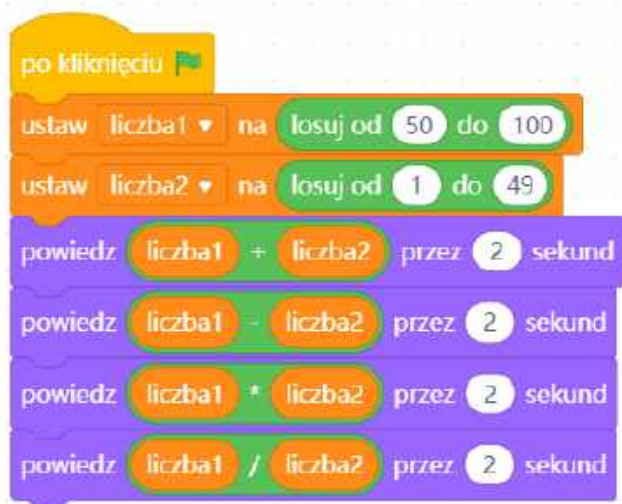 po kliknięciu
ustaw liczba1 na losuj od 50 do 100
ustaw liczba2 na losuj od 1 do 49
powiedz liczba1 + liczba2 przez 2 sekund
powiedz liczba1 - liczba2 przez 2 sekund
powiedz liczba1 * liczba2 przez 2 sekund
powiedz liczba1 / liczba2 przez 2 sekund